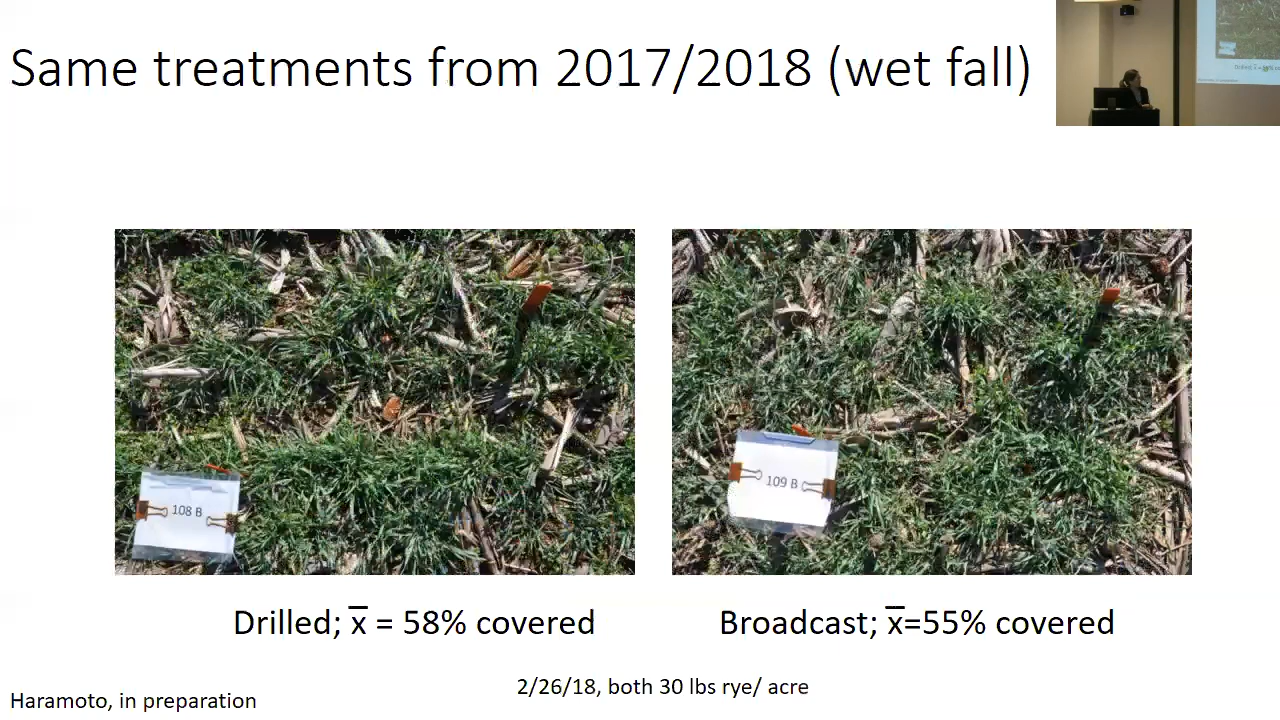 Same treatments from 2017/2018 (wet fall)
108 B
109 B
Drilled; x̅ = 58% covered
Broadcast; x̅=55% covered
2/26/18, both 30 lbs rye/ acre
Haramoto, in preparation